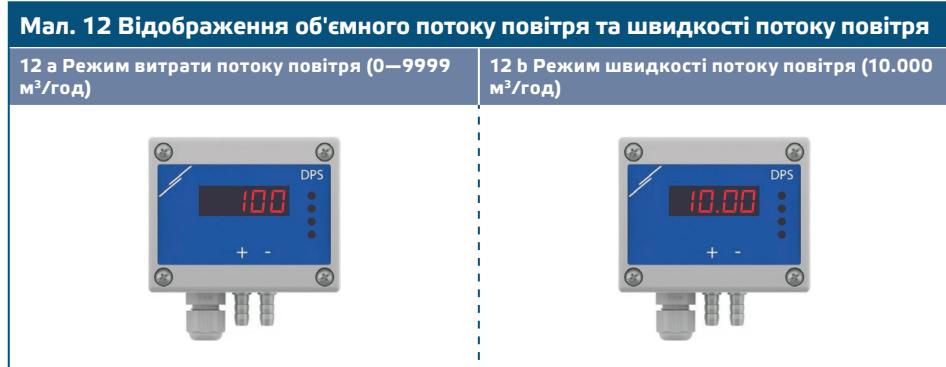 Мал. 12 Відображення об'ємного потоку повітря та швидкості потоку повітря
12 a Режим витрати потоку повітря (0—9999
м³/год)
12 b Режим швидкості потоку повітря (10.000
м³/год)
DPS
100
+ -
DPS
10.00
+ -